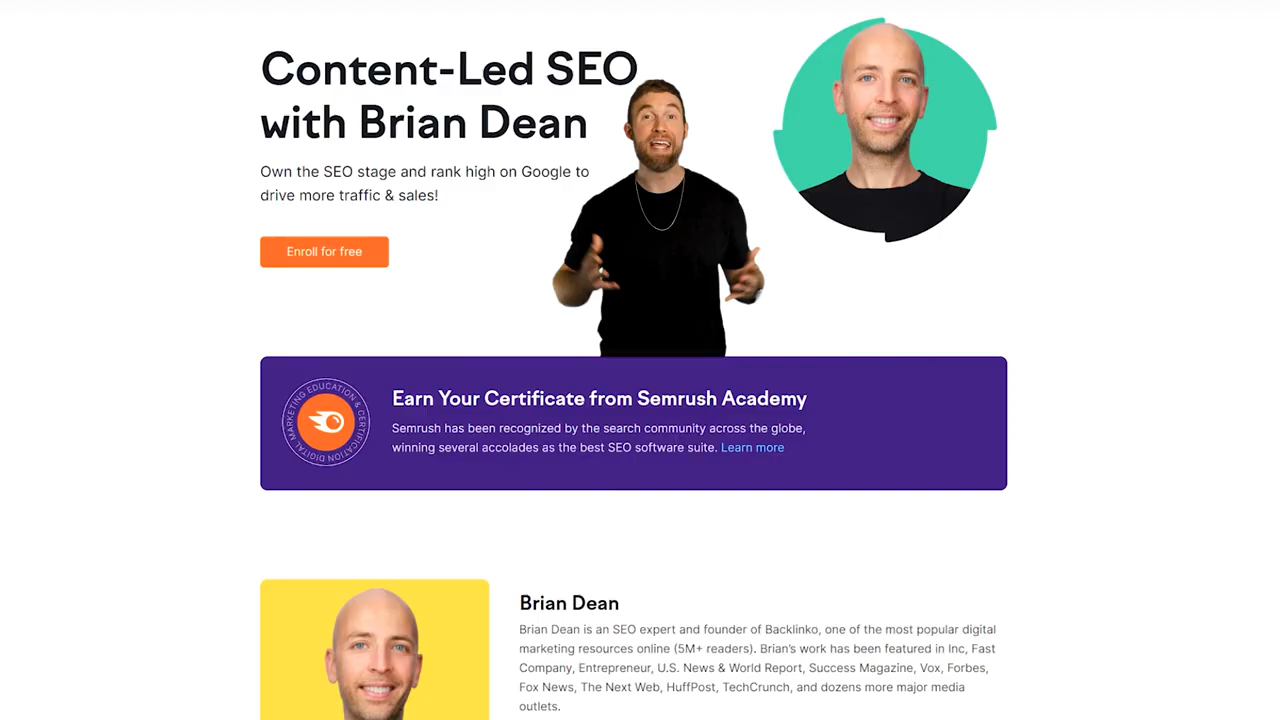 Content-Led SEO
with Brian Dean
Own the SEO stage and rank high on Google to
drive more traffic & sales!
Enroll for free
MARKETING EDUCATION & CERTIFICATION DIGITAL
Earn Your Certificate from Semrush Academy
Semrush has been recognized by the search community across the globe,
winning several accolades as the best SEO software suite. Learn more
Brian Dean
Brian Dean is an SEO expert and founder of Backlinko, one of the most popular digital
marketing resources online (5M+ readers). Brian’s work has been featured in Inc, Fast
Company, Entrepreneur, U.S. News & World Report, Success Magazine, Vox, Forbes,
Fox News, The Next Web, HuffPost, TechCrunch, and dozens more major media
outlets.